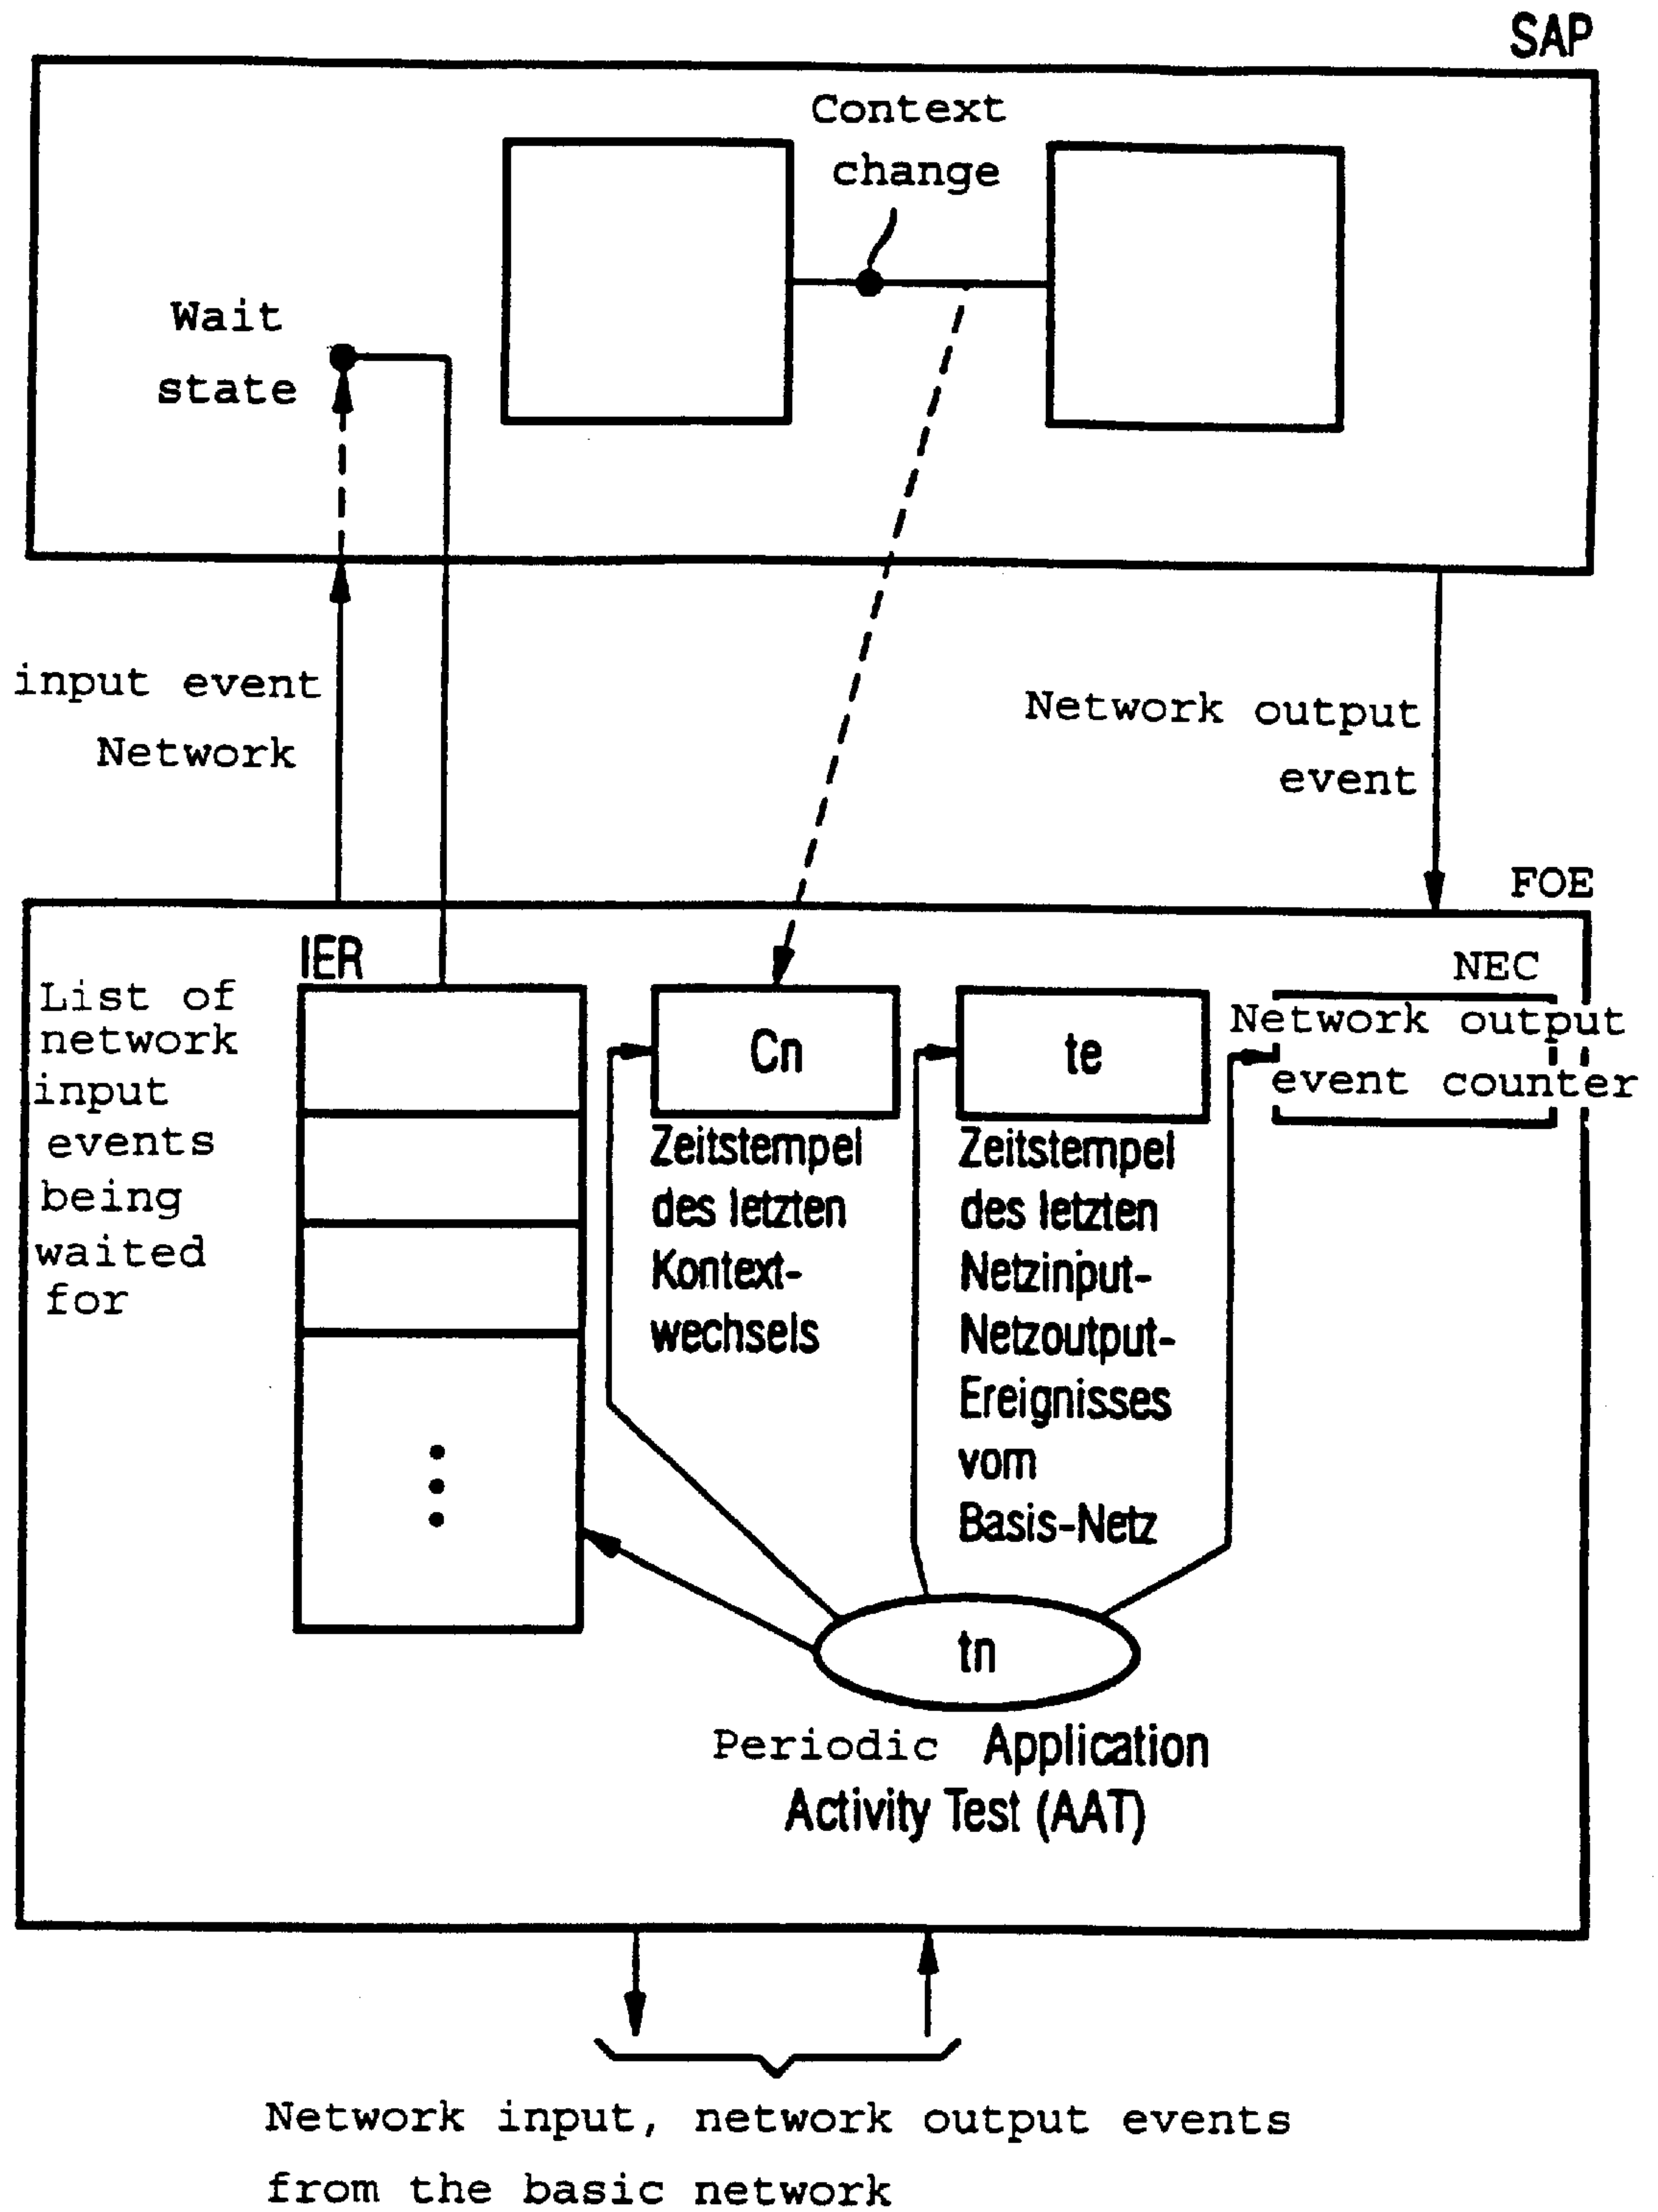 SAP
Context
change
Wait
state
input event
Network
Network output
event
FOE
IER
NEC
List of
network
input
events
being
waited
for
Cn
te
Network output
event counter
Zeitstempel
des letzten
Kontext-
wechsels
Zeitstempel
des letzten
Netzinput-
Netzoutput-
Ereignisses
vom
Basis-Netz
tn
Periodic Application
Activity Test (AAT)
Network input, network output events
from the basic network